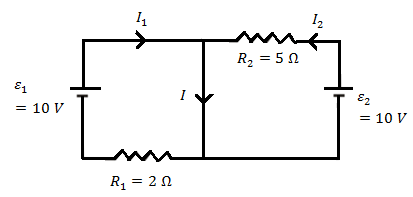 I₁
I₂
R₂ = 5 Ω
ε₁
= 10 V
I
ε₂
= 10 V
R₁ = 2 Ω